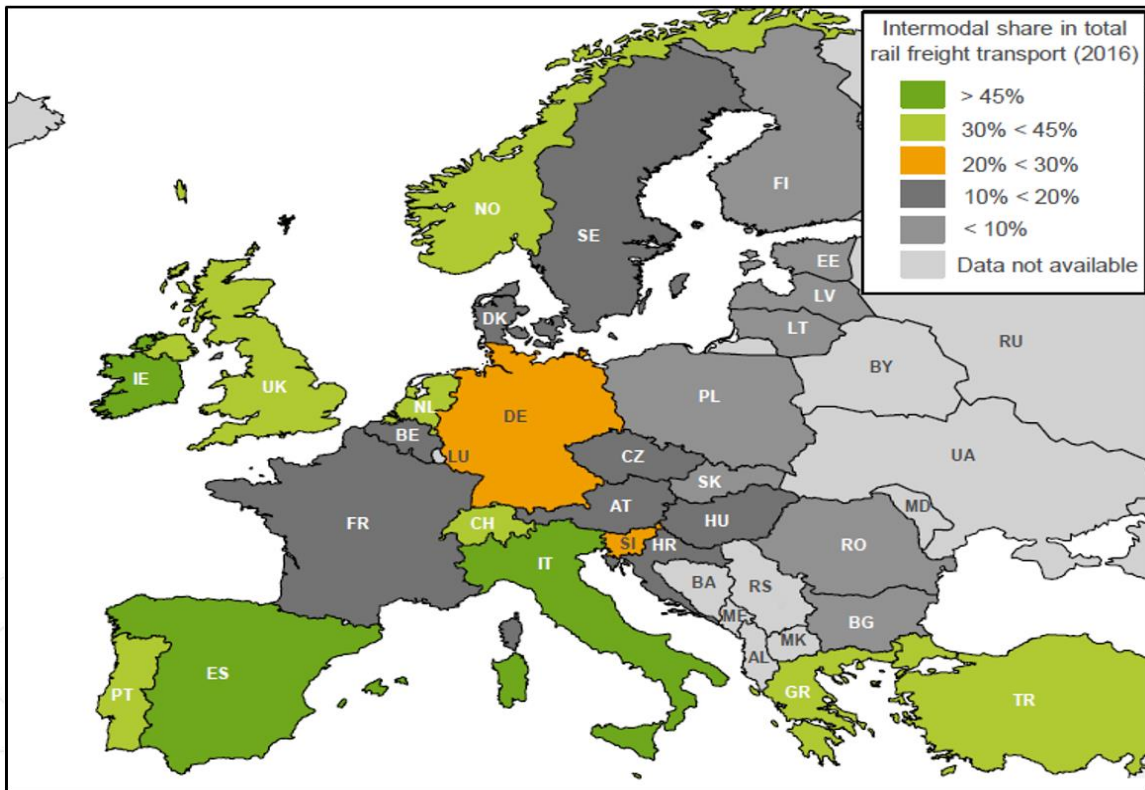 Intermodal share in total
rail freight transport (2016)
> 45%
30% < 45%
20% < 30%
10% < 20%
< 10%
Data not available
NO
SE
FI
EE
LV
LT
DK
RU
BY
IE
UK
NL
DE
PL
BE
LU
CZ
UA
SK
FR
CH
AT
HU
MD
IT
SI
HR
RO
BA
RS
ME
MK
BG
AL
PT
ES
GR
TR